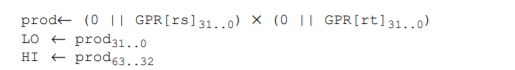 prod← (0 || GPR[rs]31..0) × (0 || GPR[rt]31..0)
LO ← prod31..0
HI ← prod63..32